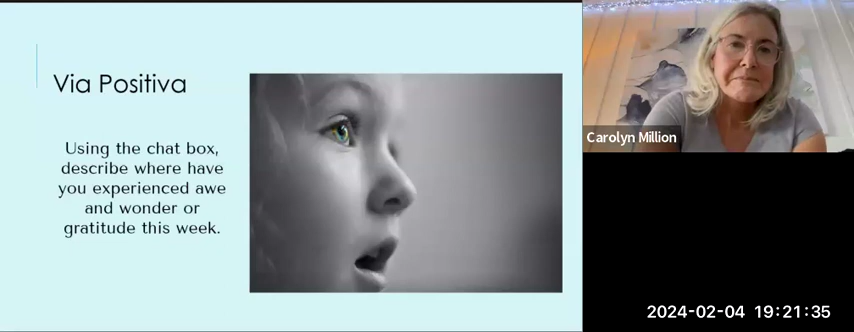 Via Positiva
Using the chat box,
describe where have
you experienced awe
and wonder or
gratitude this week.
Carolyn Million
2024-02-04 19:21:35